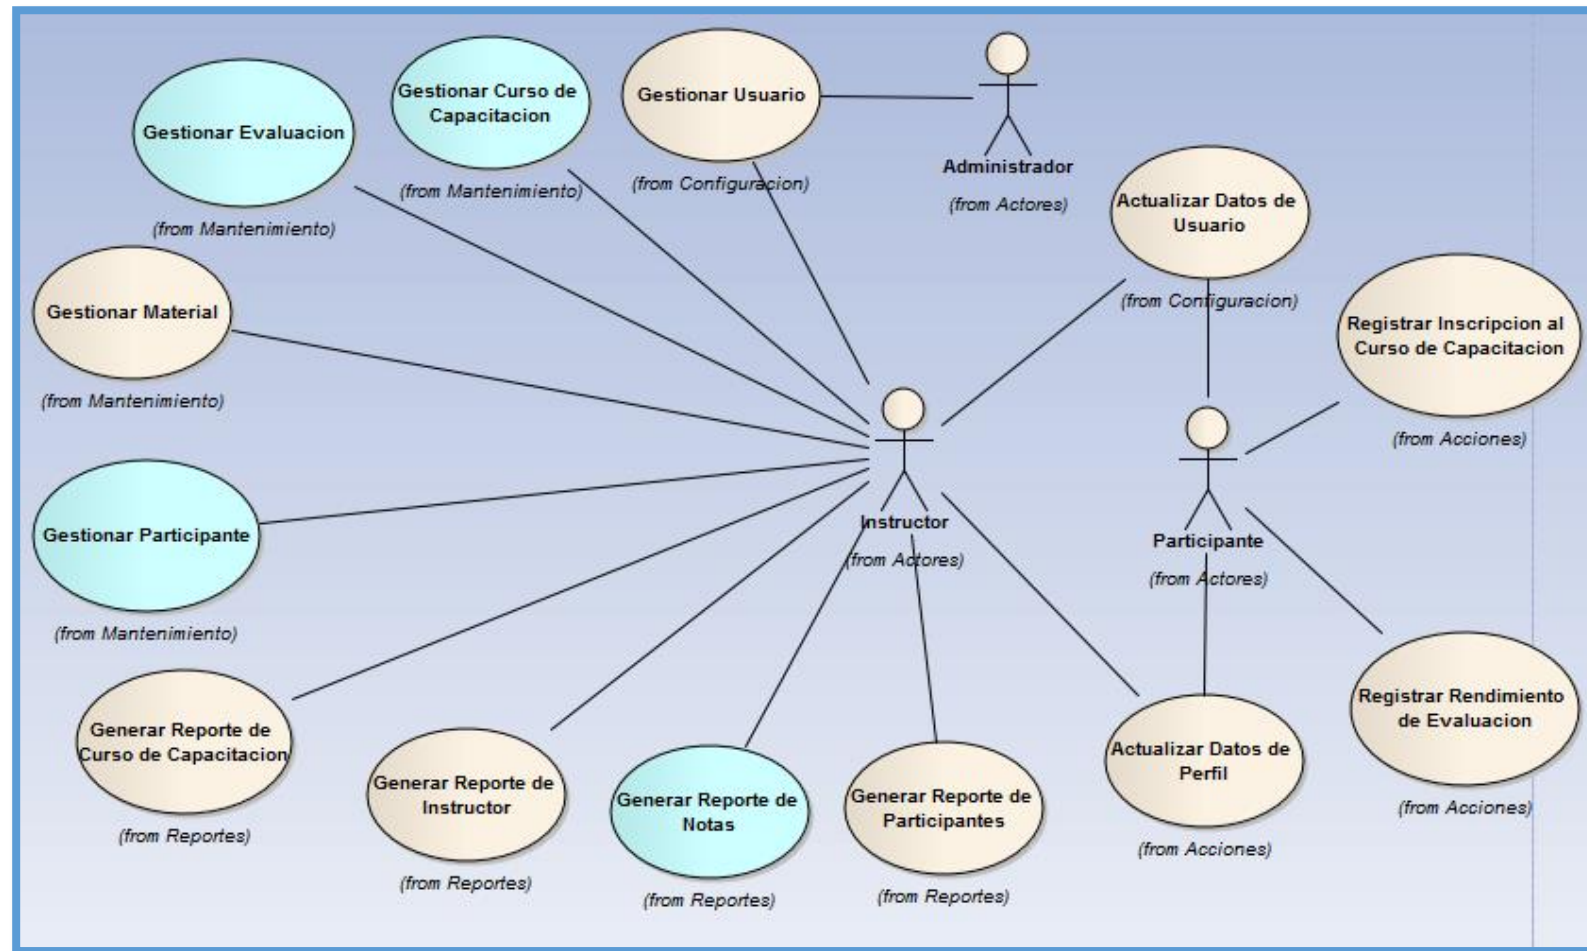 Gestionar Evaluacion
(from Mantenimiento)
Gestionar Curso de
Capacitacion
(from Mantenimiento)
Gestionar Usuario
(from Configuracion)
Administrador
(from Actores)
Actualizar Datos de
Usuario
(from Configuracion)
Registrar Inscripcion al
Curso de Capacitacion
(from Acciones)
Gestionar Material
(from Mantenimiento)
Gestionar Participante
(from Mantenimiento)
Instructor
(from Actores)
Participante
(from Actores)
Generar Reporte de
Curso de Capacitacion
(from Reportes)
Generar Reporte de
Instructor
(from Reportes)
Generar Reporte de
Notas
(from Reportes)
Generar Reporte de
Participantes
(from Reportes)
Actualizar Datos de
Perfil
(from Acciones)
Registrar Rendimiento
de Evaluacion
(from Acciones)